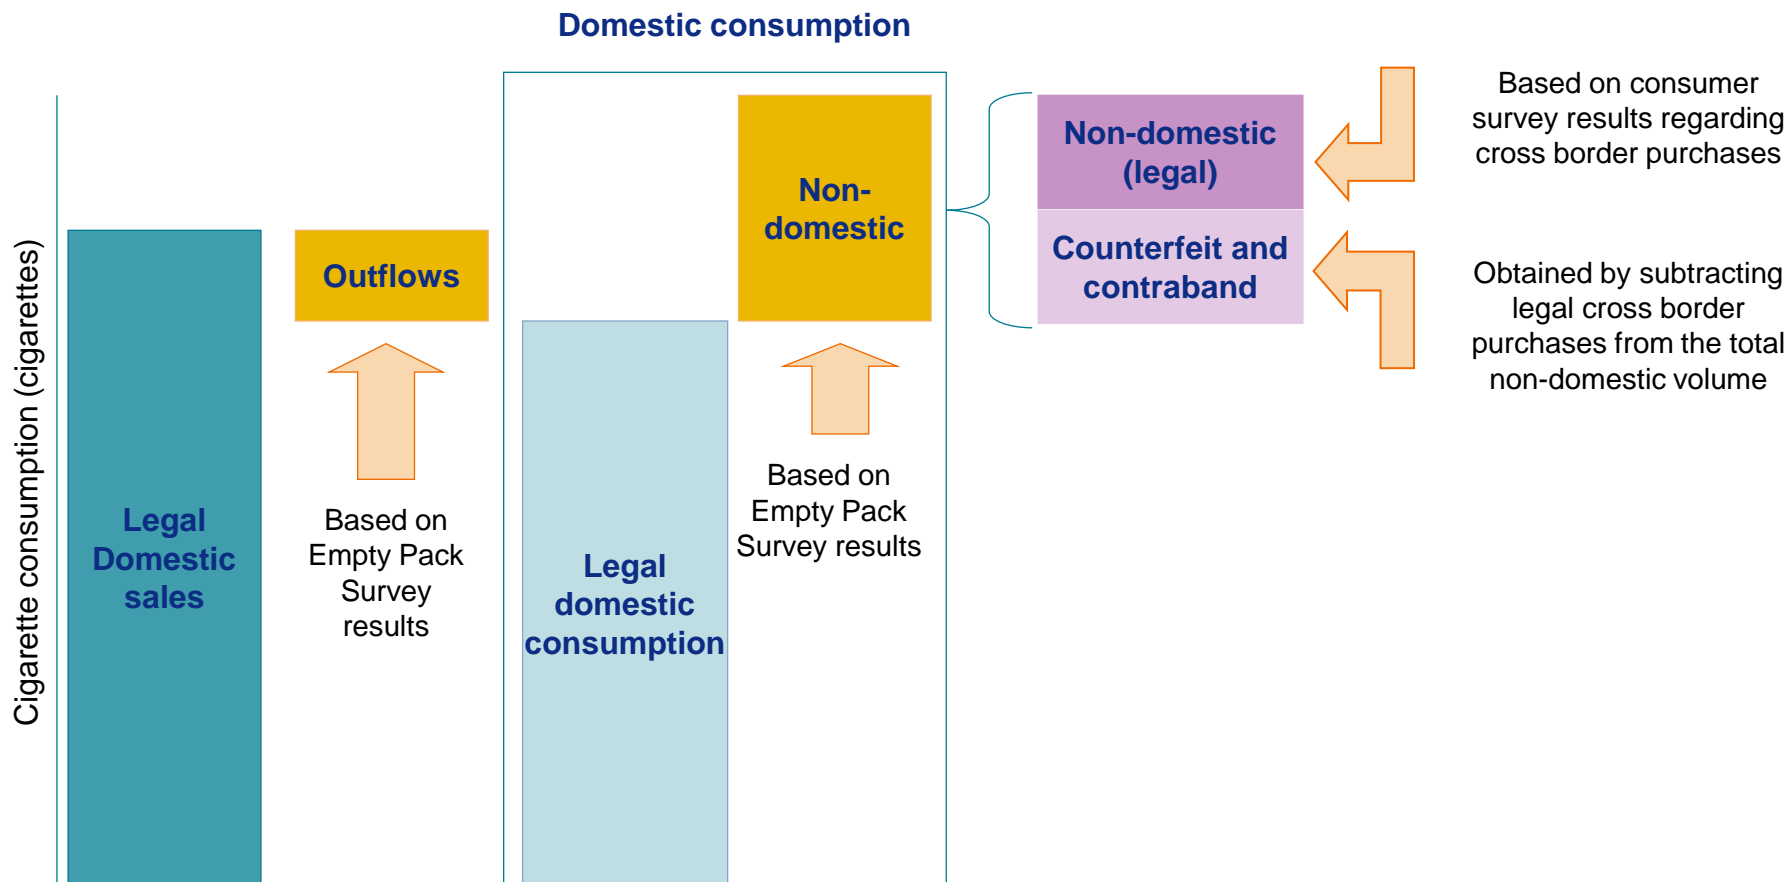 Domestic consumption
Cigarette consumption (cigarettes)
Legal
Domestic
sales
Outflows
Based on
Empty Pack
Survey
results
Legal
domestic
consumption
Non-
domestic
Based on
Empty Pack
Survey results
Non-domestic
(legal)
Counterfeit and
contraband
Based on consumer
survey results regarding
cross border purchases
Obtained by subtracting
legal cross border
purchases from the total
non-domestic volume